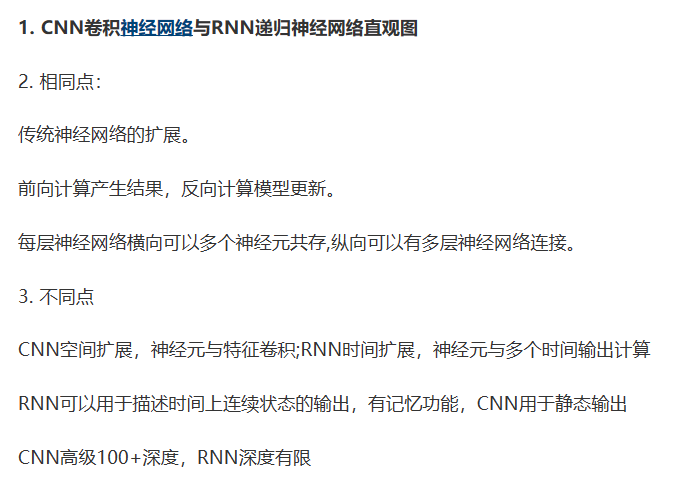 1. CNN卷积神经网络与RNN递归神经网络直观图
2. 相同点：
传统神经网络的扩展。
前向计算产生结果，反向计算模型更新。
每层神经网络横向可以多个神经元共存,纵向可以有多层神经网络连接。
3. 不同点
CNN空间扩展，神经元与特征卷积;RNN时间扩展，神经元与多个时间输出计算
RNN可以用于描述时间上连续状态的输出，有记忆功能，CNN用于静态输出
CNN高级100+深度，RNN深度有限